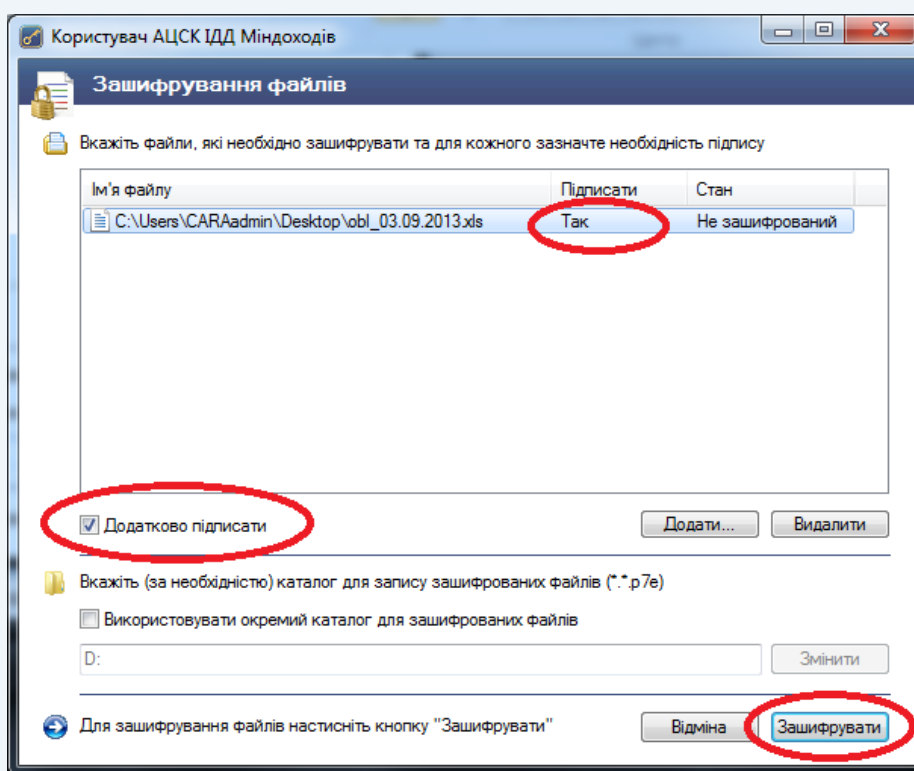 Користувач АЦСК ІДД Міндоходів
Зашифрування файлів
Вкажіть файли, які необхідно зашифрувати та для кожного зазначте необхідність підпису
Ім'я файлу Підписати Стан
C:\Users\CARAadmin\Desktop\obl_03.09.2013.xls Так Не зашифрований
Додатково підписати Додати... Видалити
Вкажіть (за необхідністю) каталог для запису зашифрованих файлів (*.*.p7e)
Використовувати окремий каталог для зашифрованих файлів
D: Змінити
Для зашифрування файлів настисніть кнопку "Зашифрувати" Відміна Зашифрувати